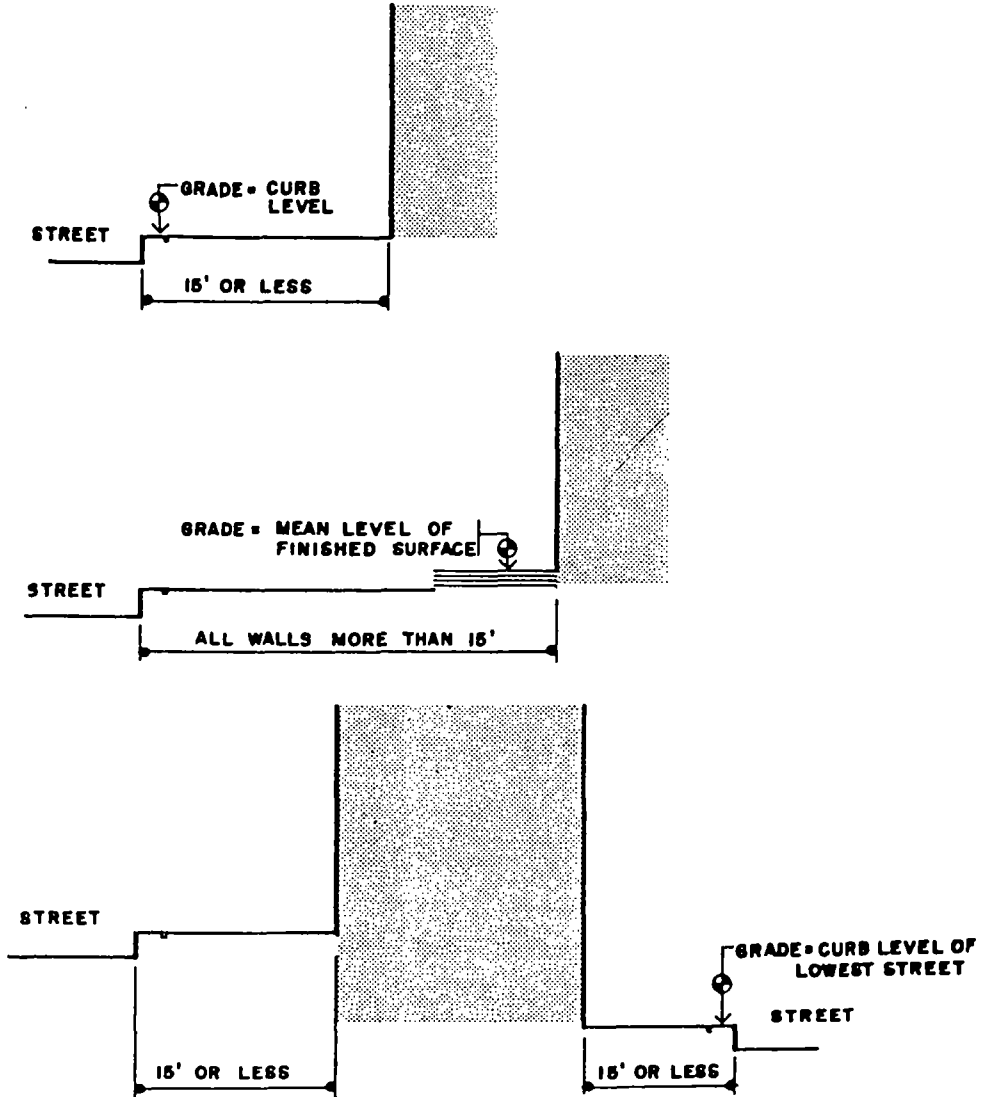 GRADE = CURB
LEVEL
STREET
15' OR LESS
GRADE = MEAN LEVEL OF
FINISHED SURFACE
STREET
ALL WALLS MORE THAN 15'
STREET
GRADE = CURB LEVEL OF
LOWEST STREET
STREET
15' OR LESS
15' OR LESS